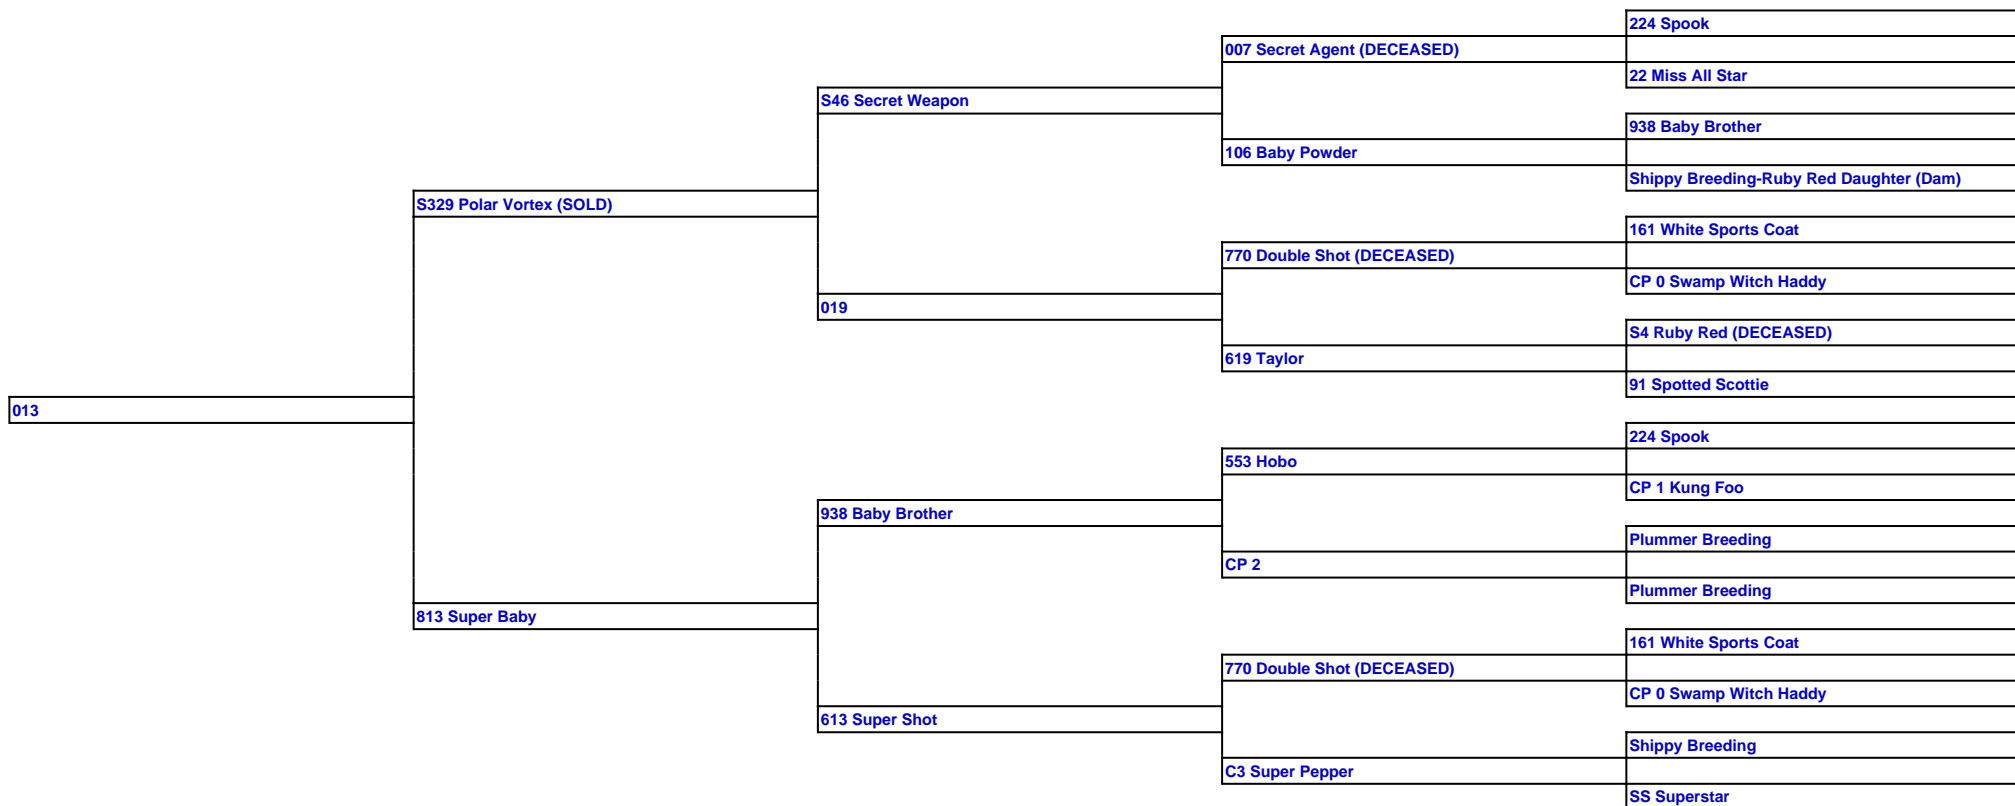 224 Spook
007 Secret Agent (DECEASED)
22 Miss All Star
S46 Secret Weapon
938 Baby Brother
106 Baby Powder
Shippy Breeding-Ruby Red Daughter (Dam)
S329 Polar Vortex (SOLD)
161 White Sports Coat
770 Double Shot (DECEASED)
CP 0 Swamp Witch Haddy
019
S4 Ruby Red (DECEASED)
619 Taylor
91 Spotted Scottie
013
224 Spook
553 Hobo
CP 1 Kung Foo
938 Baby Brother
Plummer Breeding
CP 2
Plummer Breeding
813 Super Baby
161 White Sports Coat
770 Double Shot (DECEASED)
CP 0 Swamp Witch Haddy
613 Super Shot
Shippy Breeding
C3 Super Pepper
SS Superstar